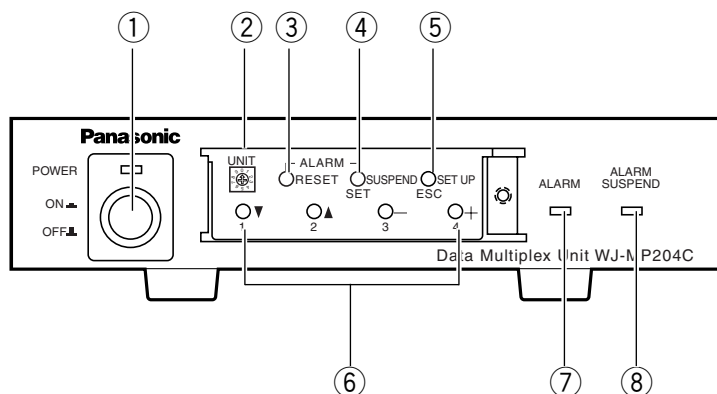 ① ② ③ ④ ⑤
Panasonic
POWER
ON
OFF
UNIT
ALARM
RESET SUSPEND SET UP
SET ESC
▼ ▲ – +
1 2 3 4
ALARM
ALARM
SUSPEND
Data Multiplex Unit WJ-MP204C
⑥ ⑦ ⑧